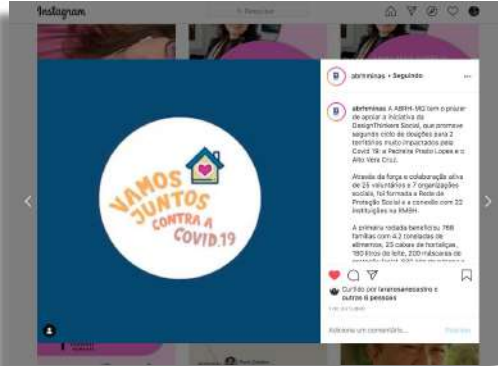 Instagram
Pesquisar
VAMOS
JUNTOS
CONTRA A
COVID.19
abrhminas • Seguindo
abrhminas A ABRH-MG tem o prazer
de apoiar a iniciativa da
DesignThinkers Social, que promove
segundo ciclo de doações para 2
territórios muito impactados pela
Covid 19: a Pedreira Prado Lopes e o
Alto Vera Cruz.
Através da força e colaboração ativa
de 25 voluntários e 7 organizações
sociais, foi formada a Rede de
Proteção Social e a conexão com 22
instituições na RMBH.
A primeira rodada beneficiou 768
famílias com 4.2 toneladas de
alimentos, 23 caixas de hortaliças,
180 litros de leite, 200 máscaras de
Curtido por laranosanecastro e
outras 6 pessoas
Adicione um comentário...
Publicar